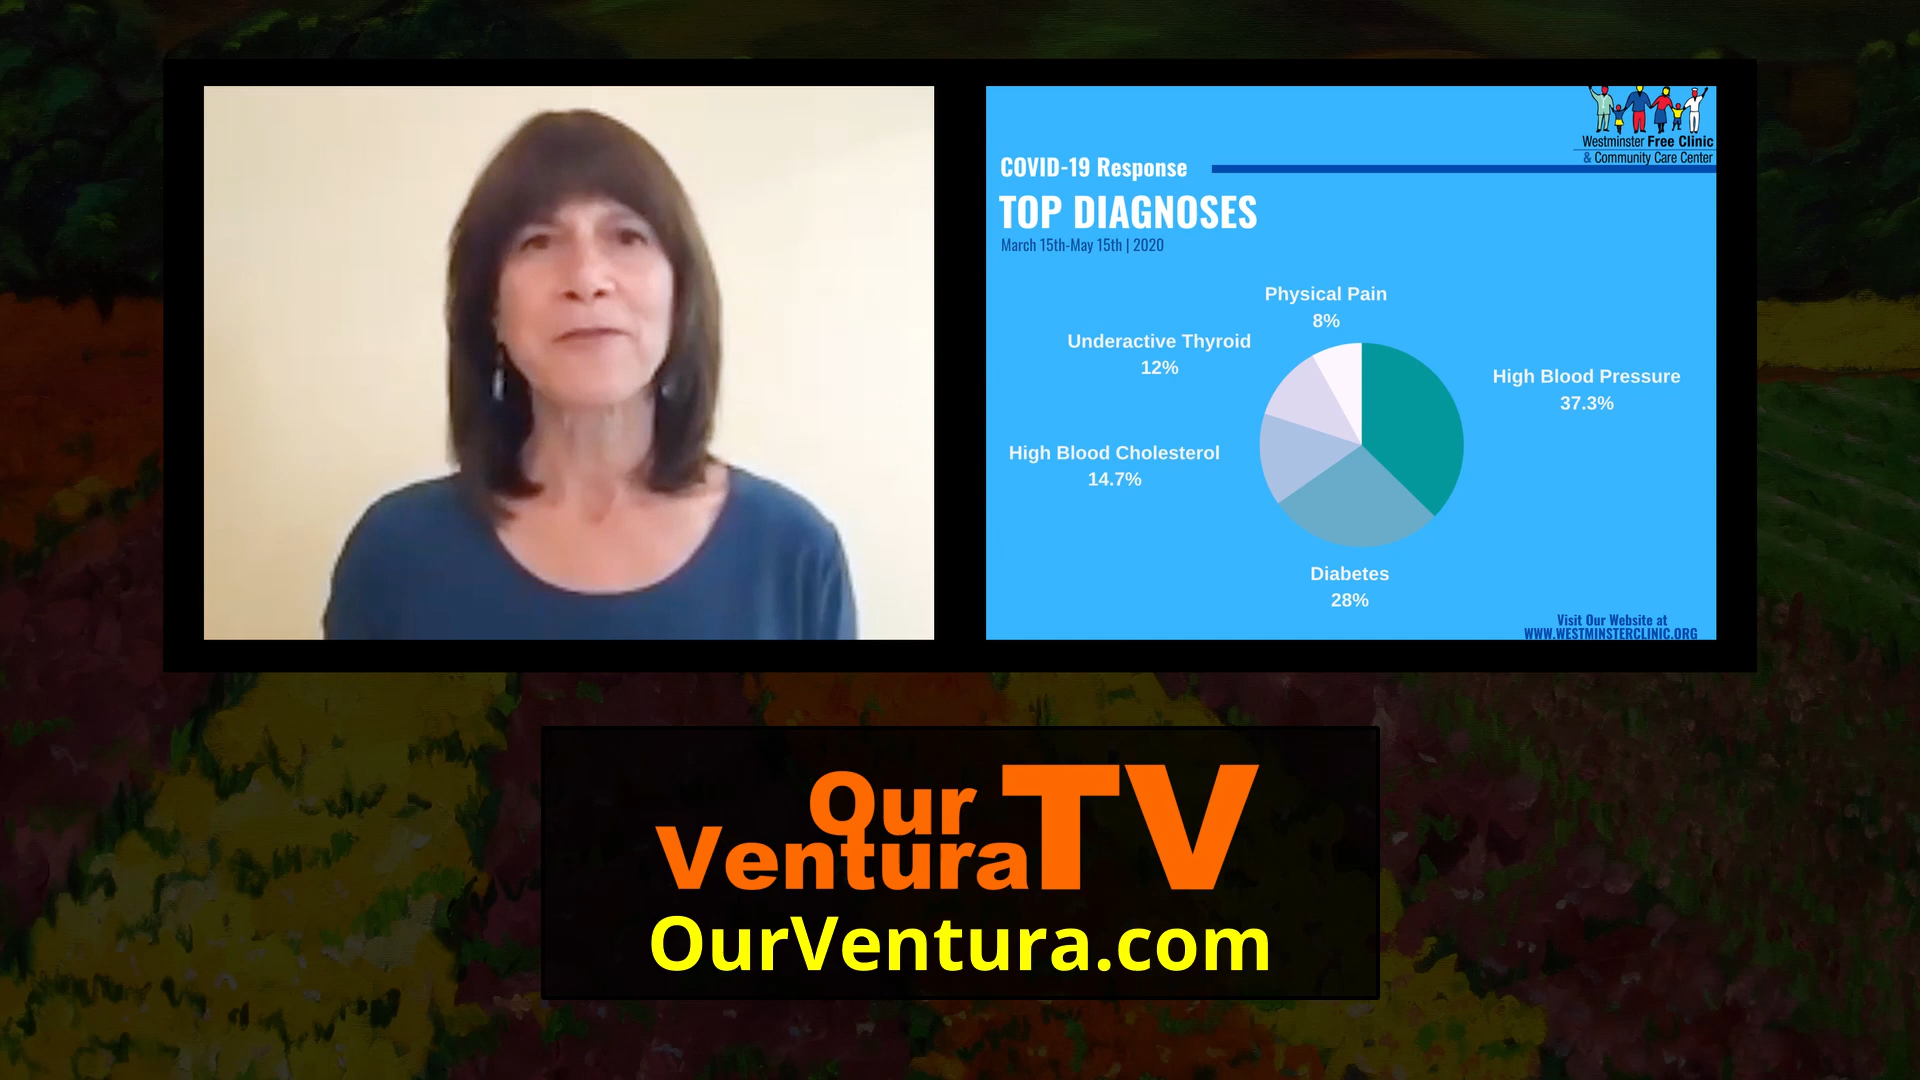 Westminster Free Clinic
& Community Care Center
COVID-19 Response
TOP DIAGNOSES
March 15th-May 15th | 2020
Physical Pain
8%
Underactive Thyroid
12%
High Blood Pressure
37.3%
High Blood Cholesterol
14.7%
Diabetes
28%
Visit Our Website at
WWW.WESTMINSTERCLINIC.ORG
Our
VenturaTV
OurVentura.com